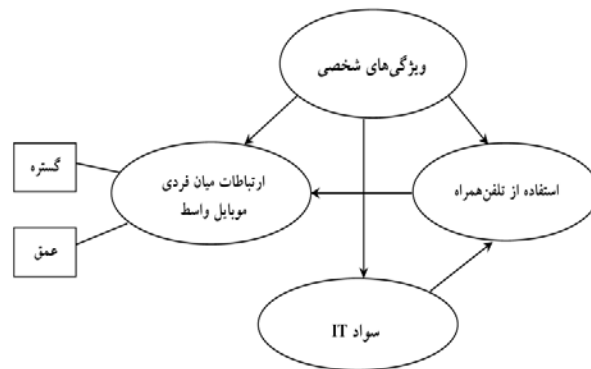 ویژگی‌های شخصی
گستره
ارتباطات میان فردی
موبایل واسط
استفاده از تلفن‌همراه
عمق
سواد IT